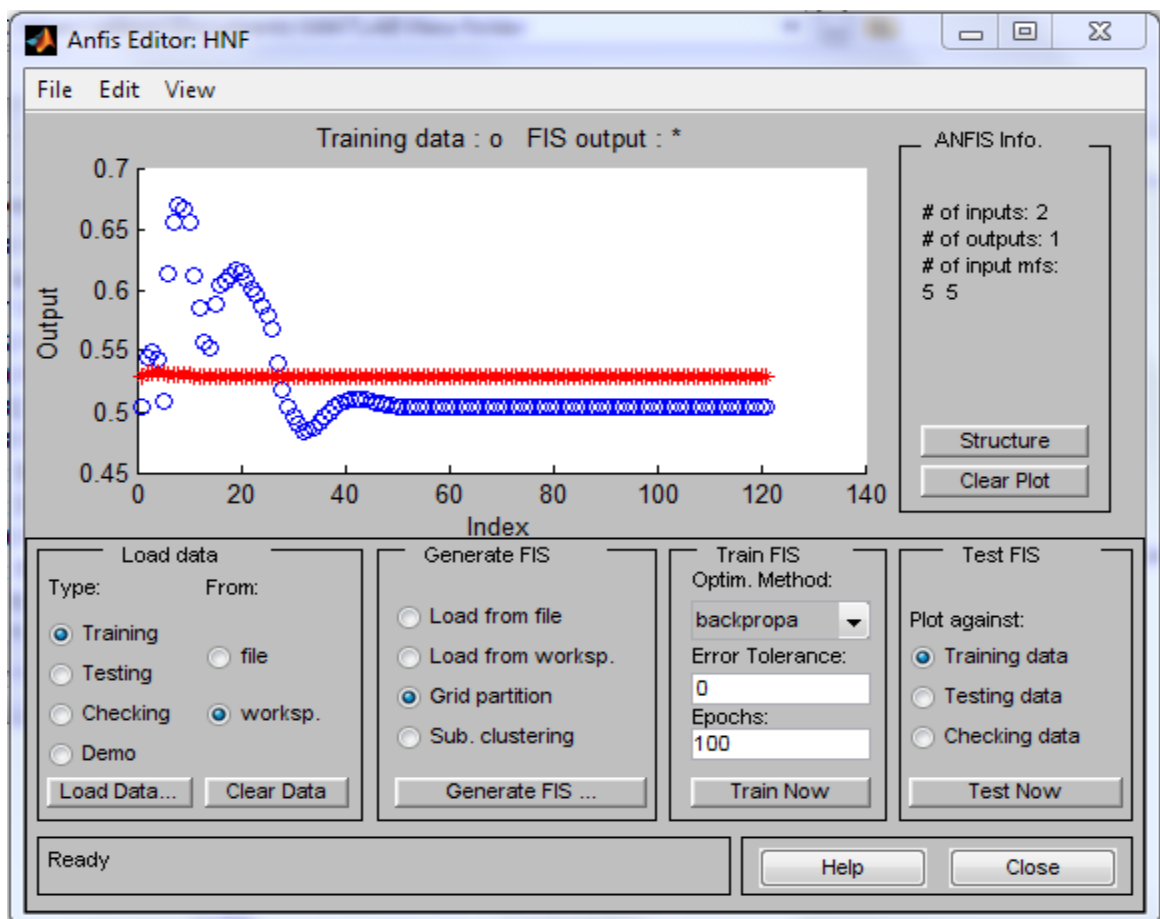 Anfis Editor: HNF
File Edit View
Training data : o FIS output : *
0.7
0.65
0.6
0.55
0.5
0.45
Output
0 20 40 60 80 100 120 140
Index
ANFIS Info.
# of inputs: 2
# of outputs: 1
# of input mfs:
5 5
Structure
Clear Plot
Load data
Type: From:
Training
Testing
Checking
Demo
file
worksp.
Load Data... Clear Data
Generate FIS
Load from file
Load from worksp.
Grid partition
Sub. clustering
Generate FIS ...
Train FIS
Optim. Method:
backpropa
Error Tolerance:
0
Epochs:
100
Train Now
Test FIS
Plot against:
Training data
Testing data
Checking data
Test Now
Ready
Help Close